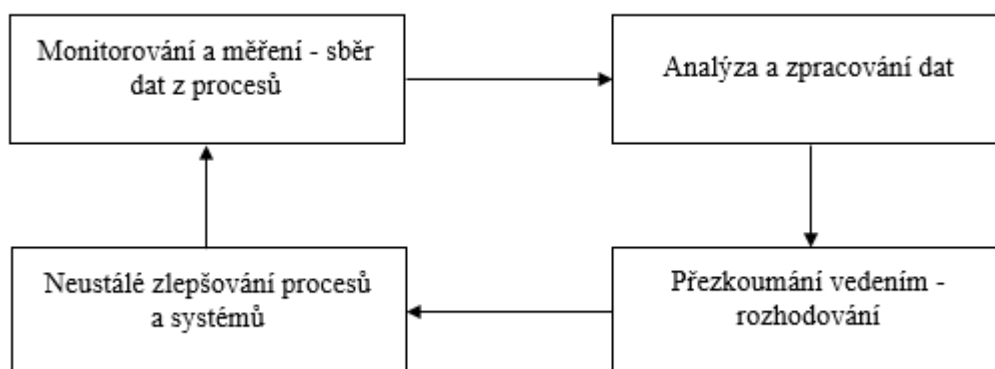 Monitorování a měření - sběr
dat z procesů
Analýza a zpracování dat
Neustálé zlepšování procesů
a systémů
Přezkoumání vedením -
rozhodování